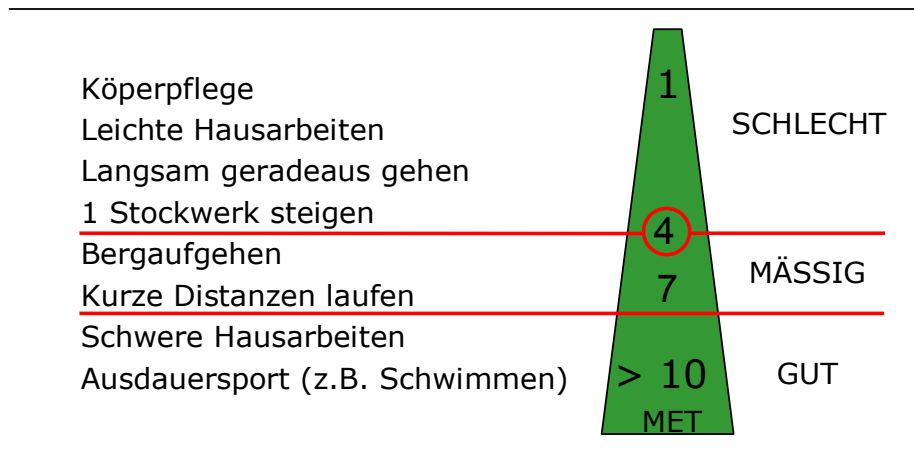 Köperpflege
Leichte Hausarbeiten
Langsam geradeaus gehen
1 Stockwerk steigen
Bergaufgehen
Kurze Distanzen laufen
Schwere Hausarbeiten
Ausdauersport (z.B. Schwimmen)
1
4
7
> 10
MET
SCHLECHT
MÄSSIG
GUT